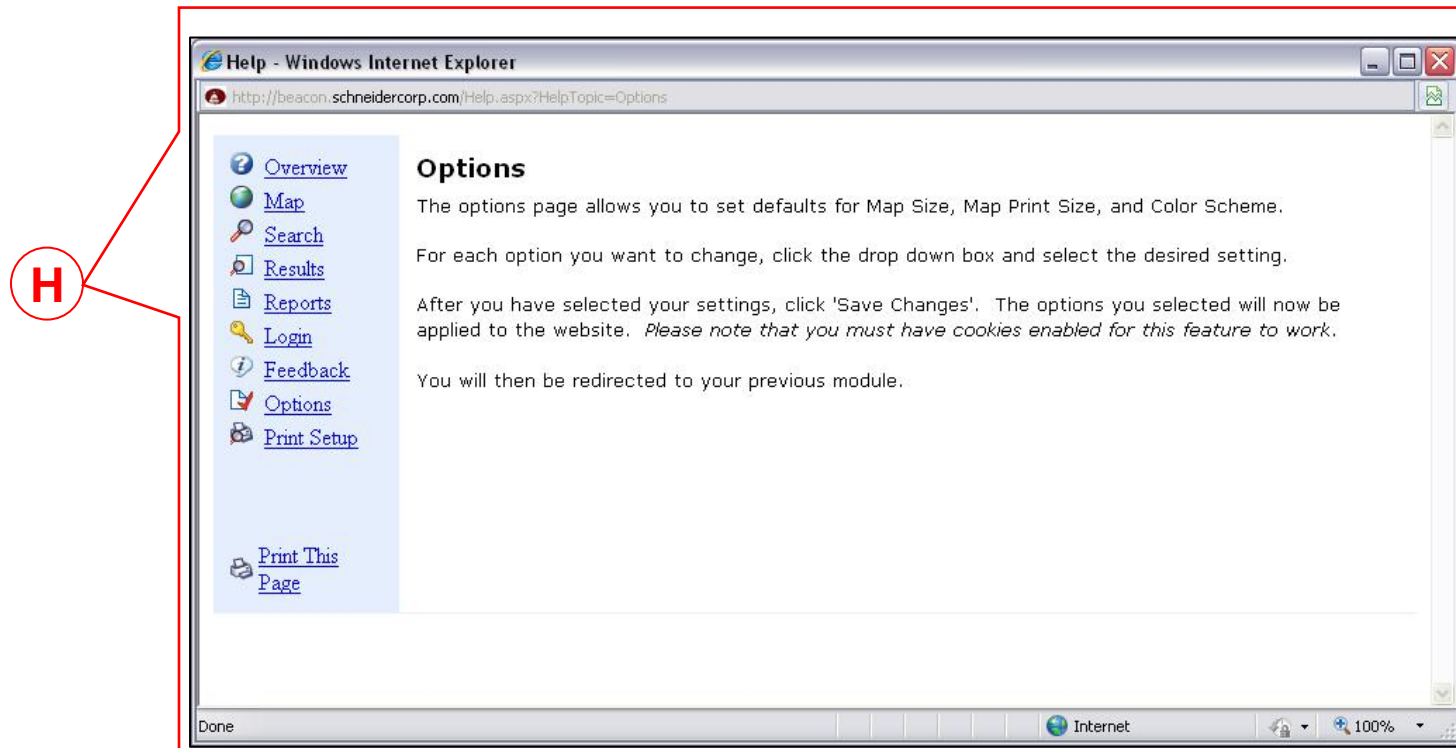 Help - Windows Internet Explorer
http://beacon.schneidercorp.com/Help.aspx?HelpTopic=Options
Overview
Map
Search
Results
Reports
Login
Feedback
Options
Print Setup
Print This
Page
Options
The options page allows you to set defaults for Map Size, Map Print Size, and Color Scheme.
For each option you want to change, click the drop down box and select the desired setting.
After you have selected your settings, click 'Save Changes'.  The options you selected will now be
applied to the website.  Please note that you must have cookies enabled for this feature to work.
You will then be redirected to your previous module.
H
Done
Internet
100%